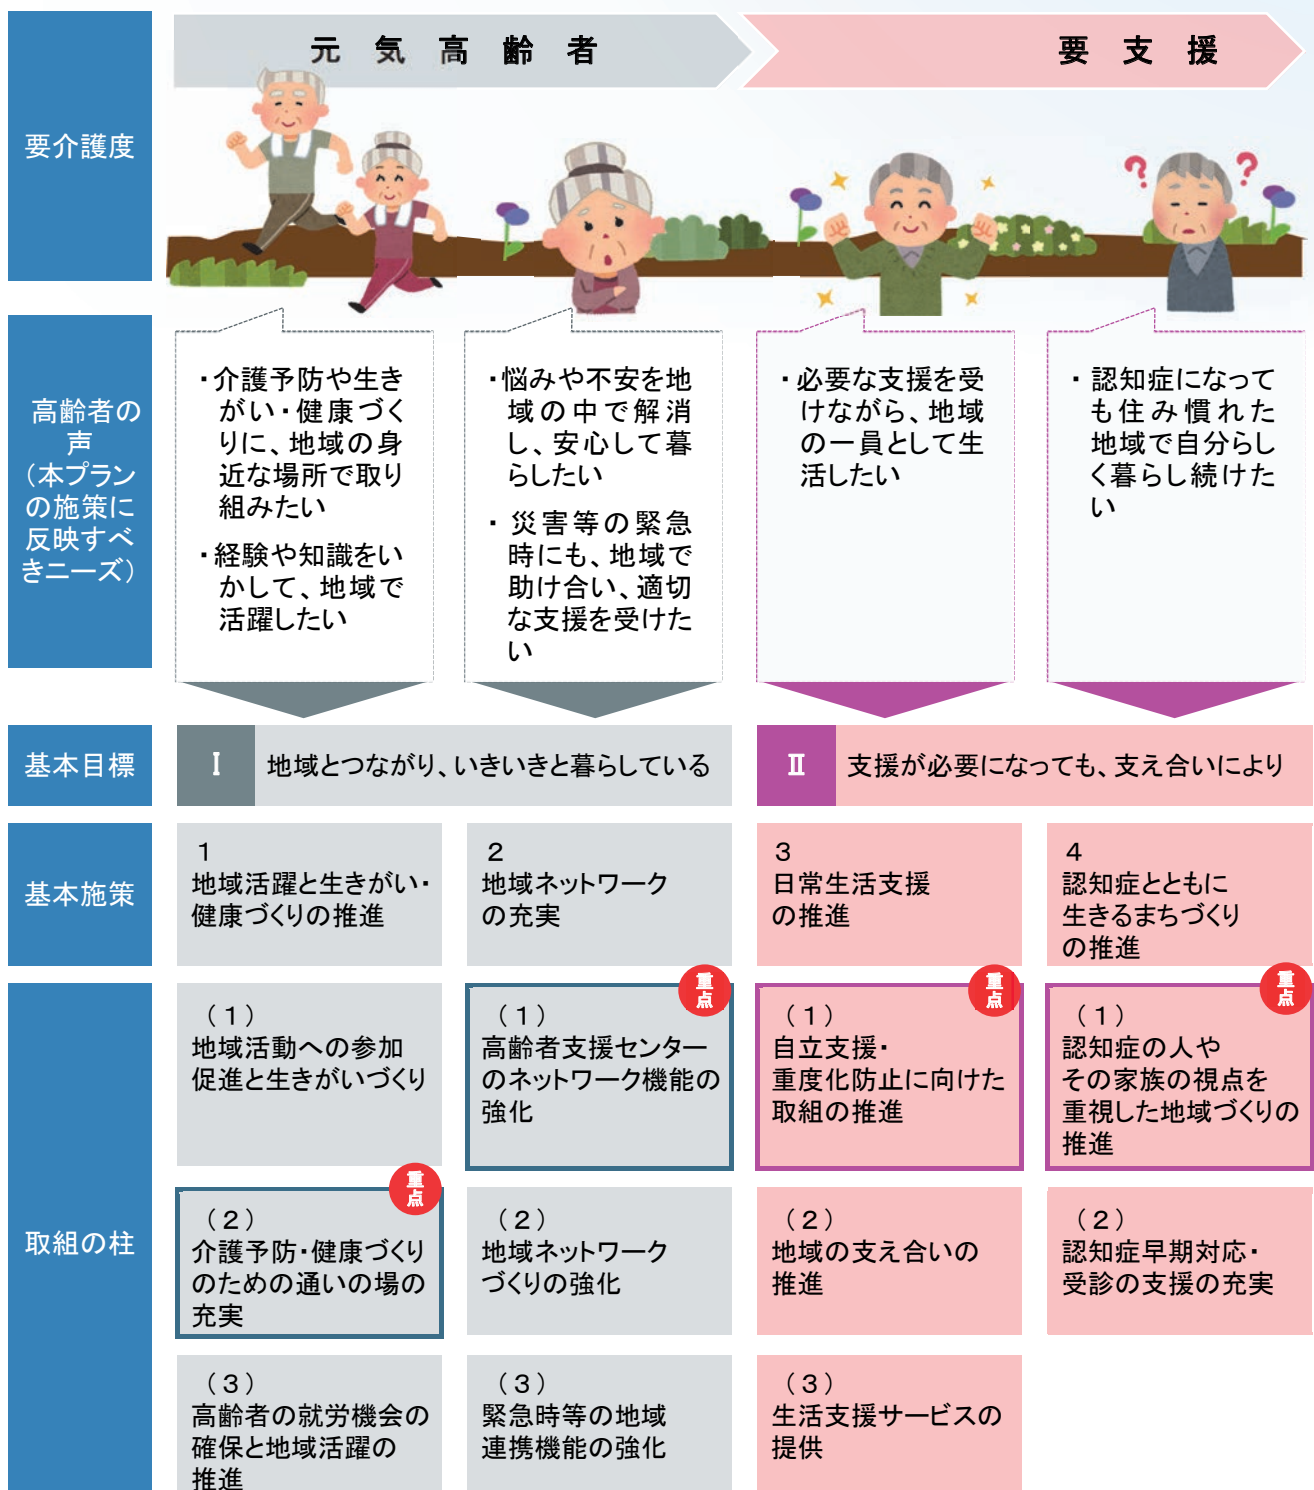 元気高齢者
要支援
要介護度
? ?
高齢者の
声
（本プラン
の施策に
反映すべ
きニーズ）
・介護予防や生き
がい・健康づく
りに、地域の身
近な場所で取り
組みたい
・経験や知識をい
かして、地域で
活躍したい
・悩みや不安を地
域の中で解消
し、安心して暮
らしたい
・災害等の緊急
時にも、地域で
助け合い、適切
な支援を受けた
い
・必要な支援を受
けながら、地域
の一員として生
活したい
・認知症になって
も住み慣れた
地域で自分らし
く暮らし続けた
い
基本目標
Ⅰ 地域とつながり、いきいきと暮らしている
Ⅱ 支援が必要になっても、支え合いにより
基本施策
1
地域活躍と生きがい・
健康づくりの推進
2
地域ネットワーク
の充実
3
日常生活支援
の推進
4
認知症とともに
生きるまちづくり
の推進
取組の柱
（1）
地域活動への参加
促進と生きがいづくり
重点
（2）
介護予防・健康づくり
のための通いの場の
充実
（3）
高齢者の就労機会の
確保と地域活躍の
推進
重点
（1）
高齢者支援センター
のネットワーク機能の
強化
（2）
地域ネットワーク
づくりの強化
（3）
緊急時等の地域
連携機能の強化
重点
（1）
自立支援・
重度化防止に向けた
取組の推進
（2）
地域の支え合いの
推進
（3）
生活支援サービスの
提供
重点
（1）
認知症の人や
その家族の視点を
重視した地域づくりの
推進
（2）
認知症早期対応・
受診の支援の充実